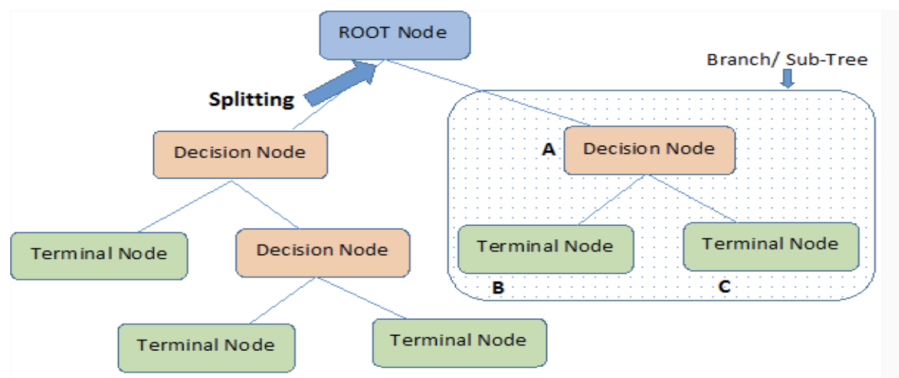 ROOT Node
Branch/ Sub-Tree
Splitting
Decision Node
A
Decision Node
Terminal Node
Decision Node
Terminal Node
Terminal Node
B
C
Terminal Node
Terminal Node